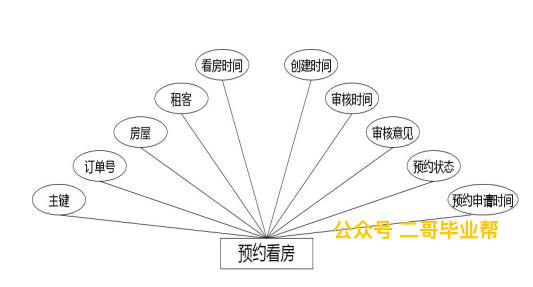 看房时间
创建时间
租客
审核时间
房屋
审核意见
订单号
预约状态
主键
预约申请时间
公众号 二哥毕业帮
预约看房